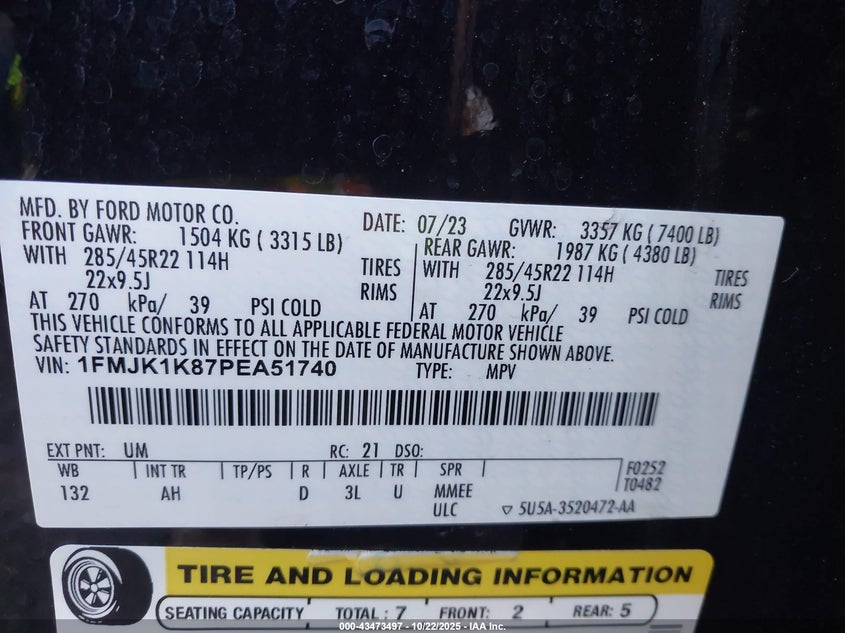 MFD. BY FORD MOTOR CO. DATE: 07/23 GVWR: 3357 KG ( 7400 LB)
FRONT GAWR: 1504 KG ( 3315 LB) REAR GAWR: 1987 KG ( 4380 LB)
WITH 285/45R22 114H TIRES WITH 285/45R22 114H TIRES
22x9.5J RIMS 22x9.5J RIMS
AT 270 kPa/ 39 PSI COLD AT 270 kPa/ 39 PSI COLD
THIS VEHICLE CONFORMS TO ALL APPLICABLE FEDERAL MOTOR VEHICLE
SAFETY STANDARDS IN EFFECT ON THE DATE OF MANUFACTURE SHOWN ABOVE.
VIN: 1FMJK1K87PEA51740 TYPE: MPV
EXT PNT: UM RC: 21 DSO:
WB INT TR TP/PS R AXLE TR SPR F0252
132 AH D 3L U MMEE T0482
ULC ▽ 5U5A-3520472-AA
TIRE AND LOADING INFORMATION
SEATING CAPACITY TOTAL : 7 FRONT: 2 REAR: 5
000-43473497 - 10/22/2025 - IAA Inc.